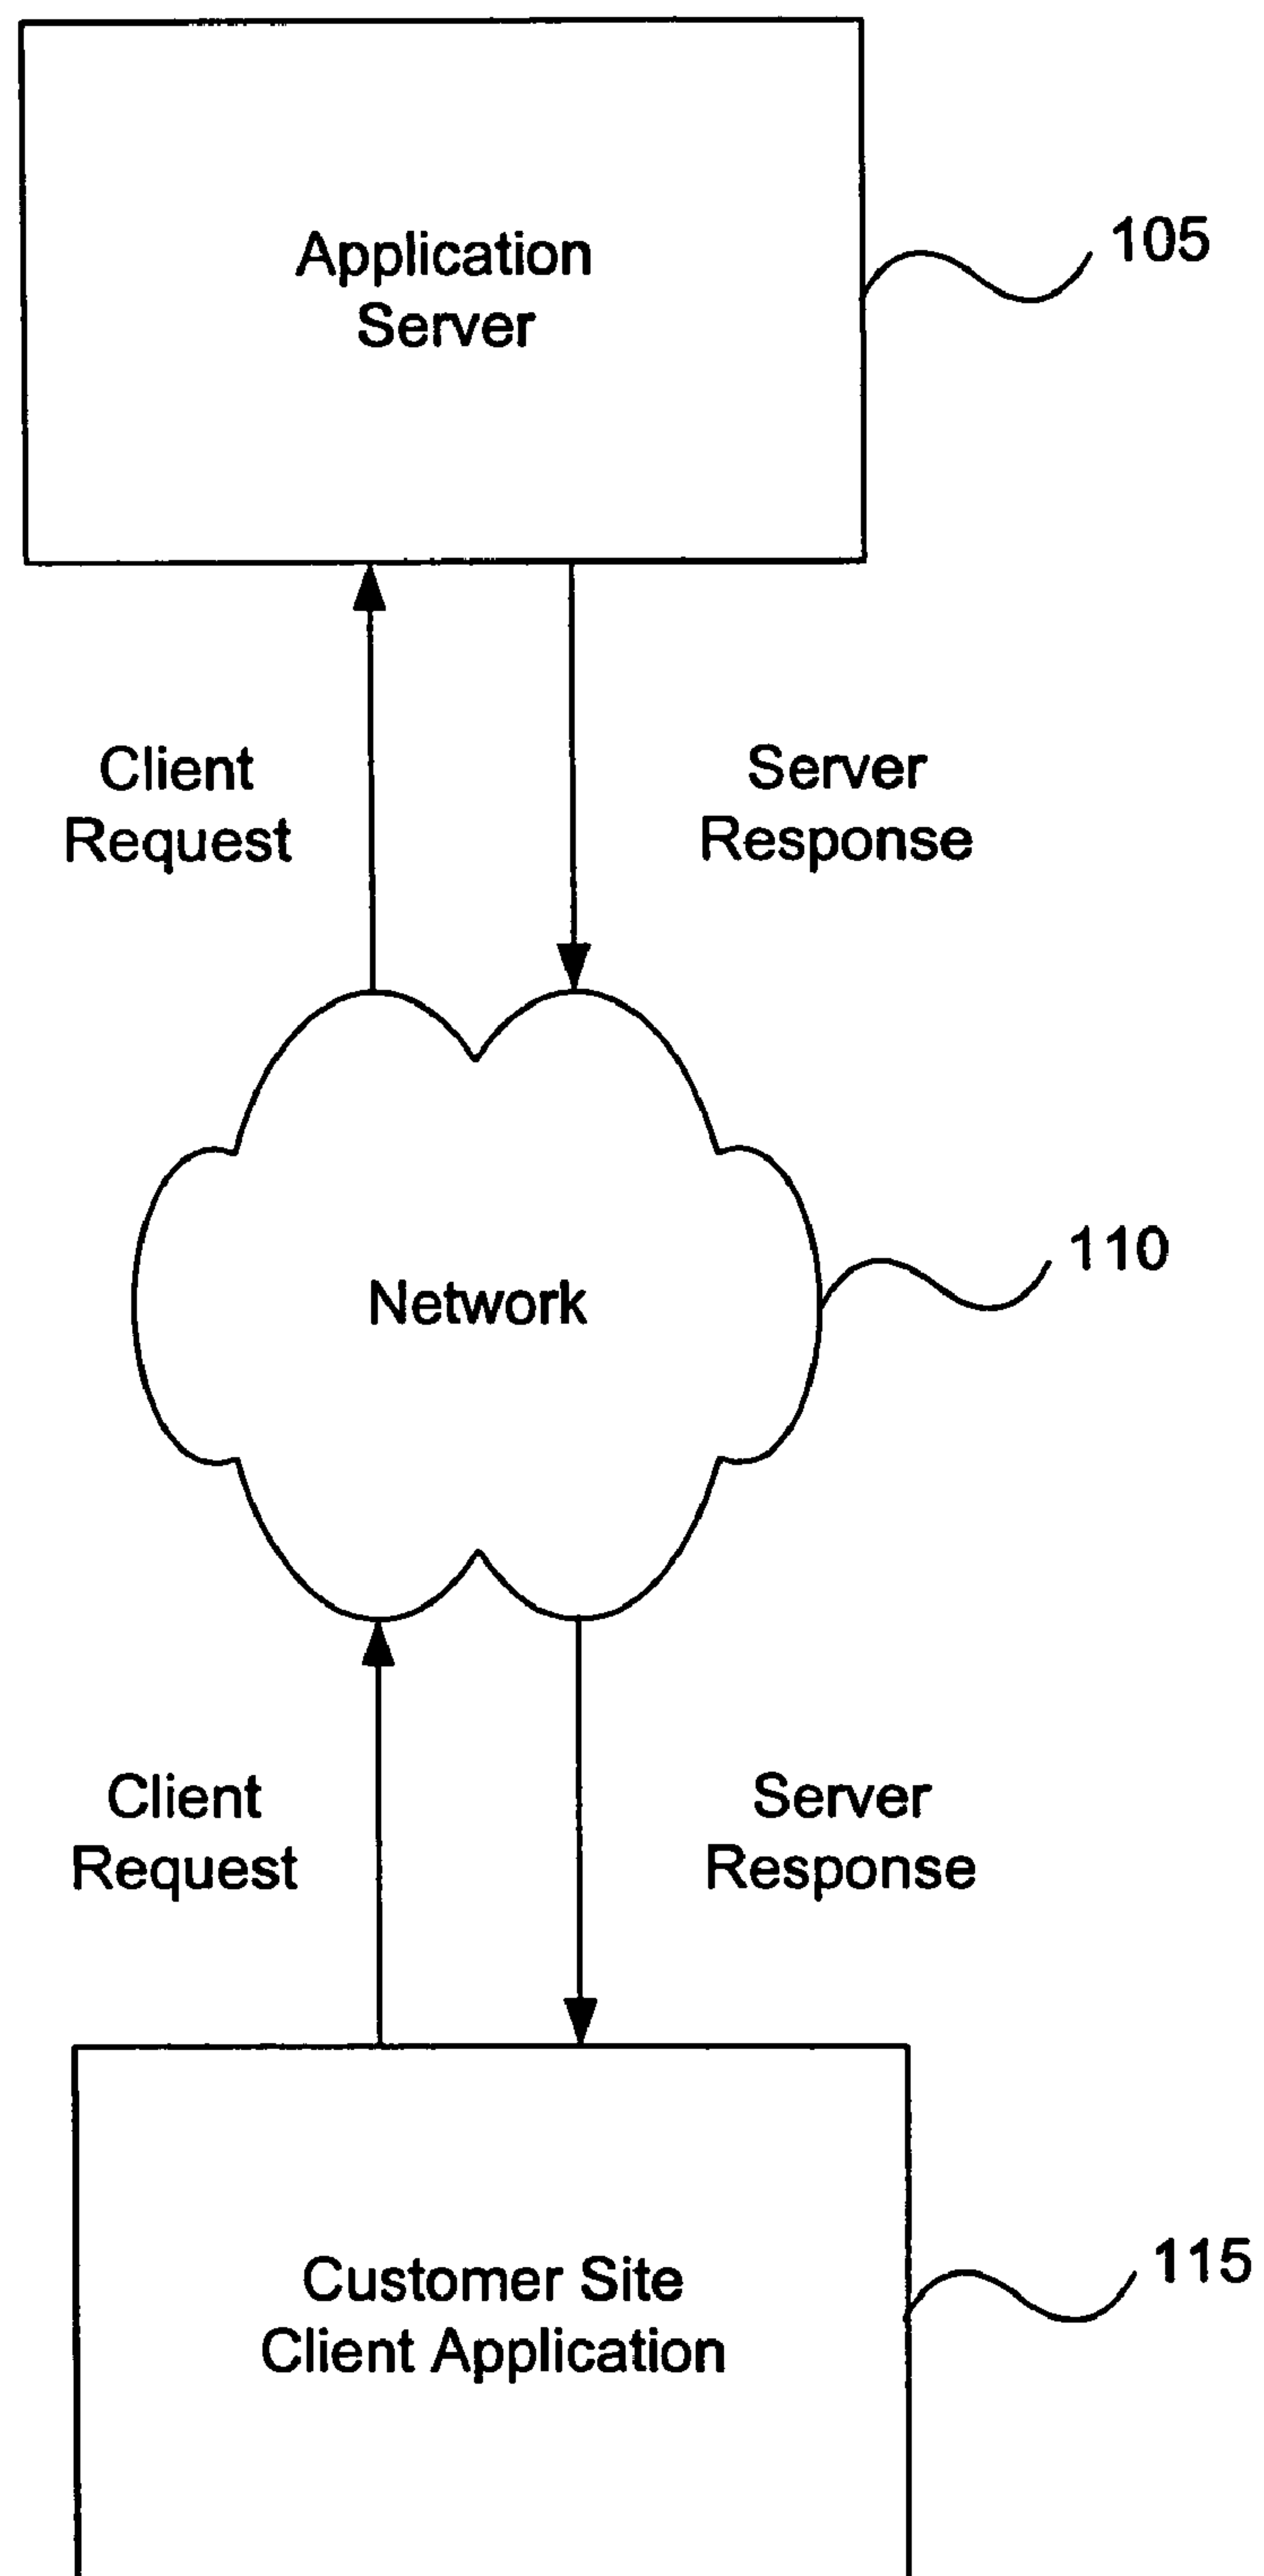 Application
Server
105
Client
Request
Server
Response
Network
110
Client
Request
Server
Response
Customer Site
Client Application
115